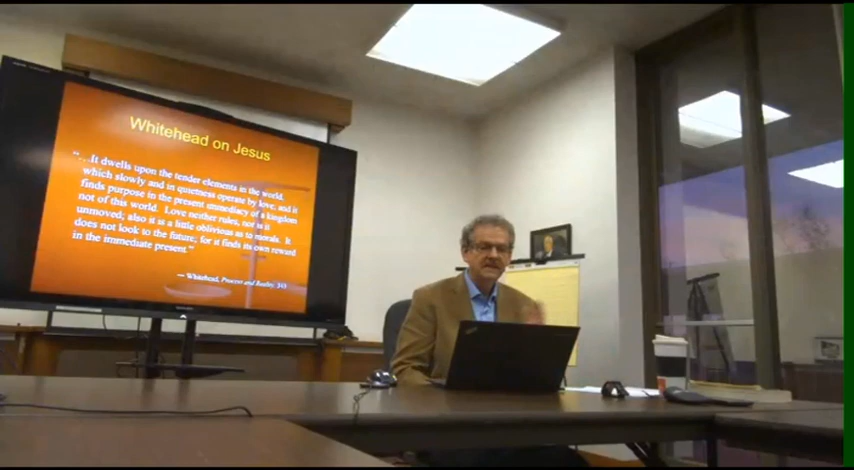 Whitehead on Jesus
"...It dwells upon the tender elements in the world,
which slowly and in quietness operate by love, and it
finds purpose in the present immediacy of a kingdom
not of this world. Love neither rules, nor is it
unmoved; also it is a little oblivious as to morals. It
does not look to the future; for it finds its own reward
in the immediate present."
— Whitehead, Process and Reality, 343